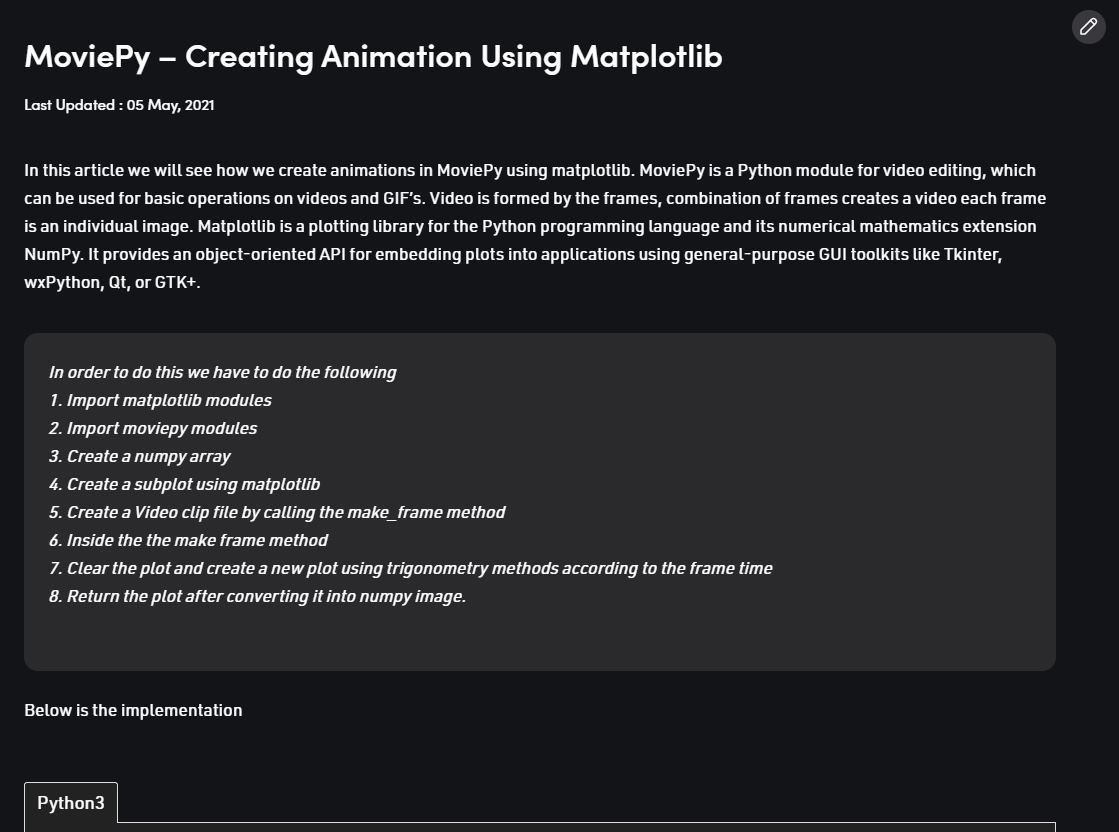 MoviePy – Creating Animation Using Matplotlib
Last Updated : 05 May, 2021
In this article we will see how we create animations in MoviePy using matplotlib. MoviePy is a Python module for video editing, which
can be used for basic operations on videos and GIF’s. Video is formed by the frames, combination of frames creates a video each frame
is an individual image. Matplotlib is a plotting library for the Python programming language and its numerical mathematics extension
NumPy. It provides an object-oriented API for embedding plots into applications using general-purpose GUI toolkits like Tkinter,
wxPython, Qt, or GTK+.
In order to do this we have to do the following
1. Import matplotlib modules
2. Import moviepy modules
3. Create a numpy array
4. Create a subplot using matplotlib
5. Create a Video clip file by calling the make_frame method
6. Inside the the make frame method
7. Clear the plot and create a new plot using trigonometry methods according to the frame time
8. Return the plot after converting it into numpy image.
Below is the implementation
Python3